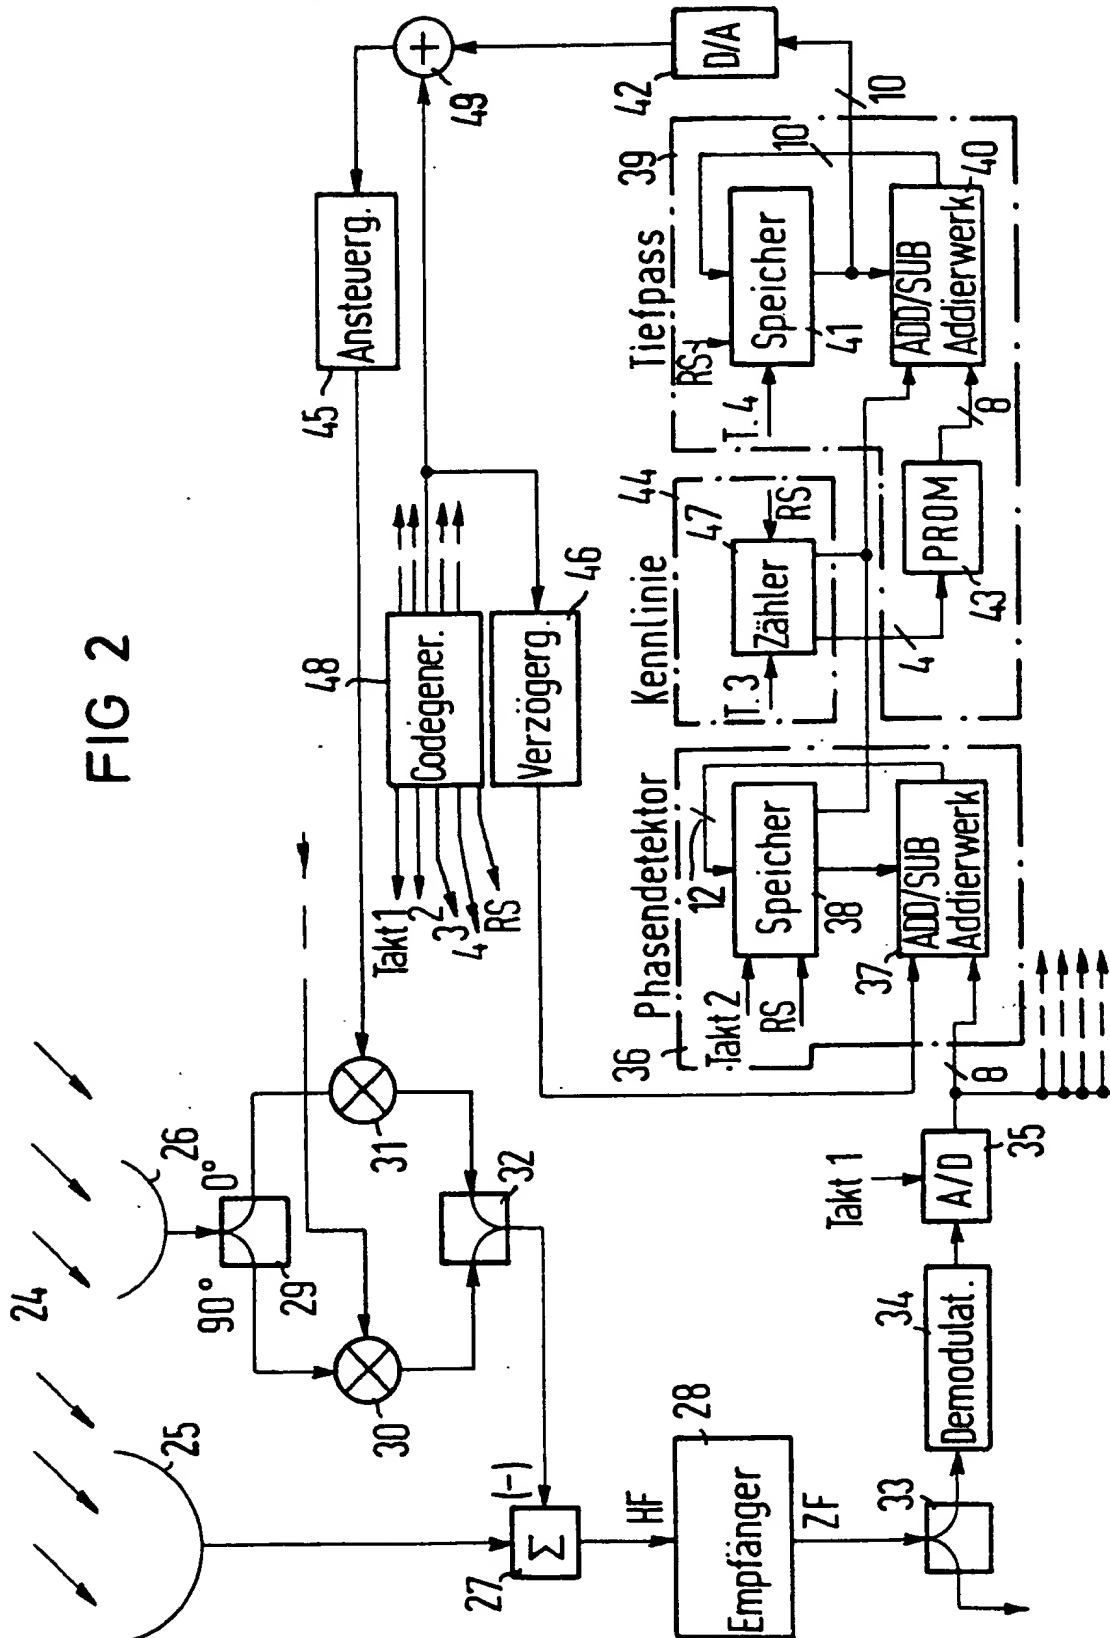 FIG 2
24
25
26
90°
0°
29
30
31
32
(-)
Σ
27
HF
Empfänger
28
ZF
33
Demodulat.
34
Takt 1
A/D
35
8
45
Ansteuerg.
+
49
48
Codegener.
Takt 1
2
3
4
RS
Verzögerg.
46
Phasendetektor
36
Takt 2
RS
12
Speicher
38
37
ADD/SUB
Addierwerk
Kennlinie
44
T.3
47
Zähler
RS
4
PROM
43
8
Tiefpass
39
RS
T.4
Speicher
41
10
ADD/SUB
Addierwerk
40
10
42
D/A